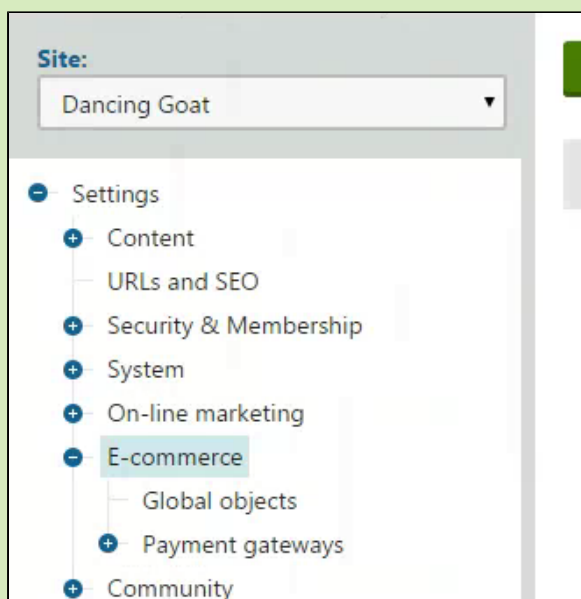 Site:
Dancing Goat
Settings
Content
URLs and SEO
Security & Membership
System
On-line marketing
E-commerce
Global objects
Payment gateways
Community